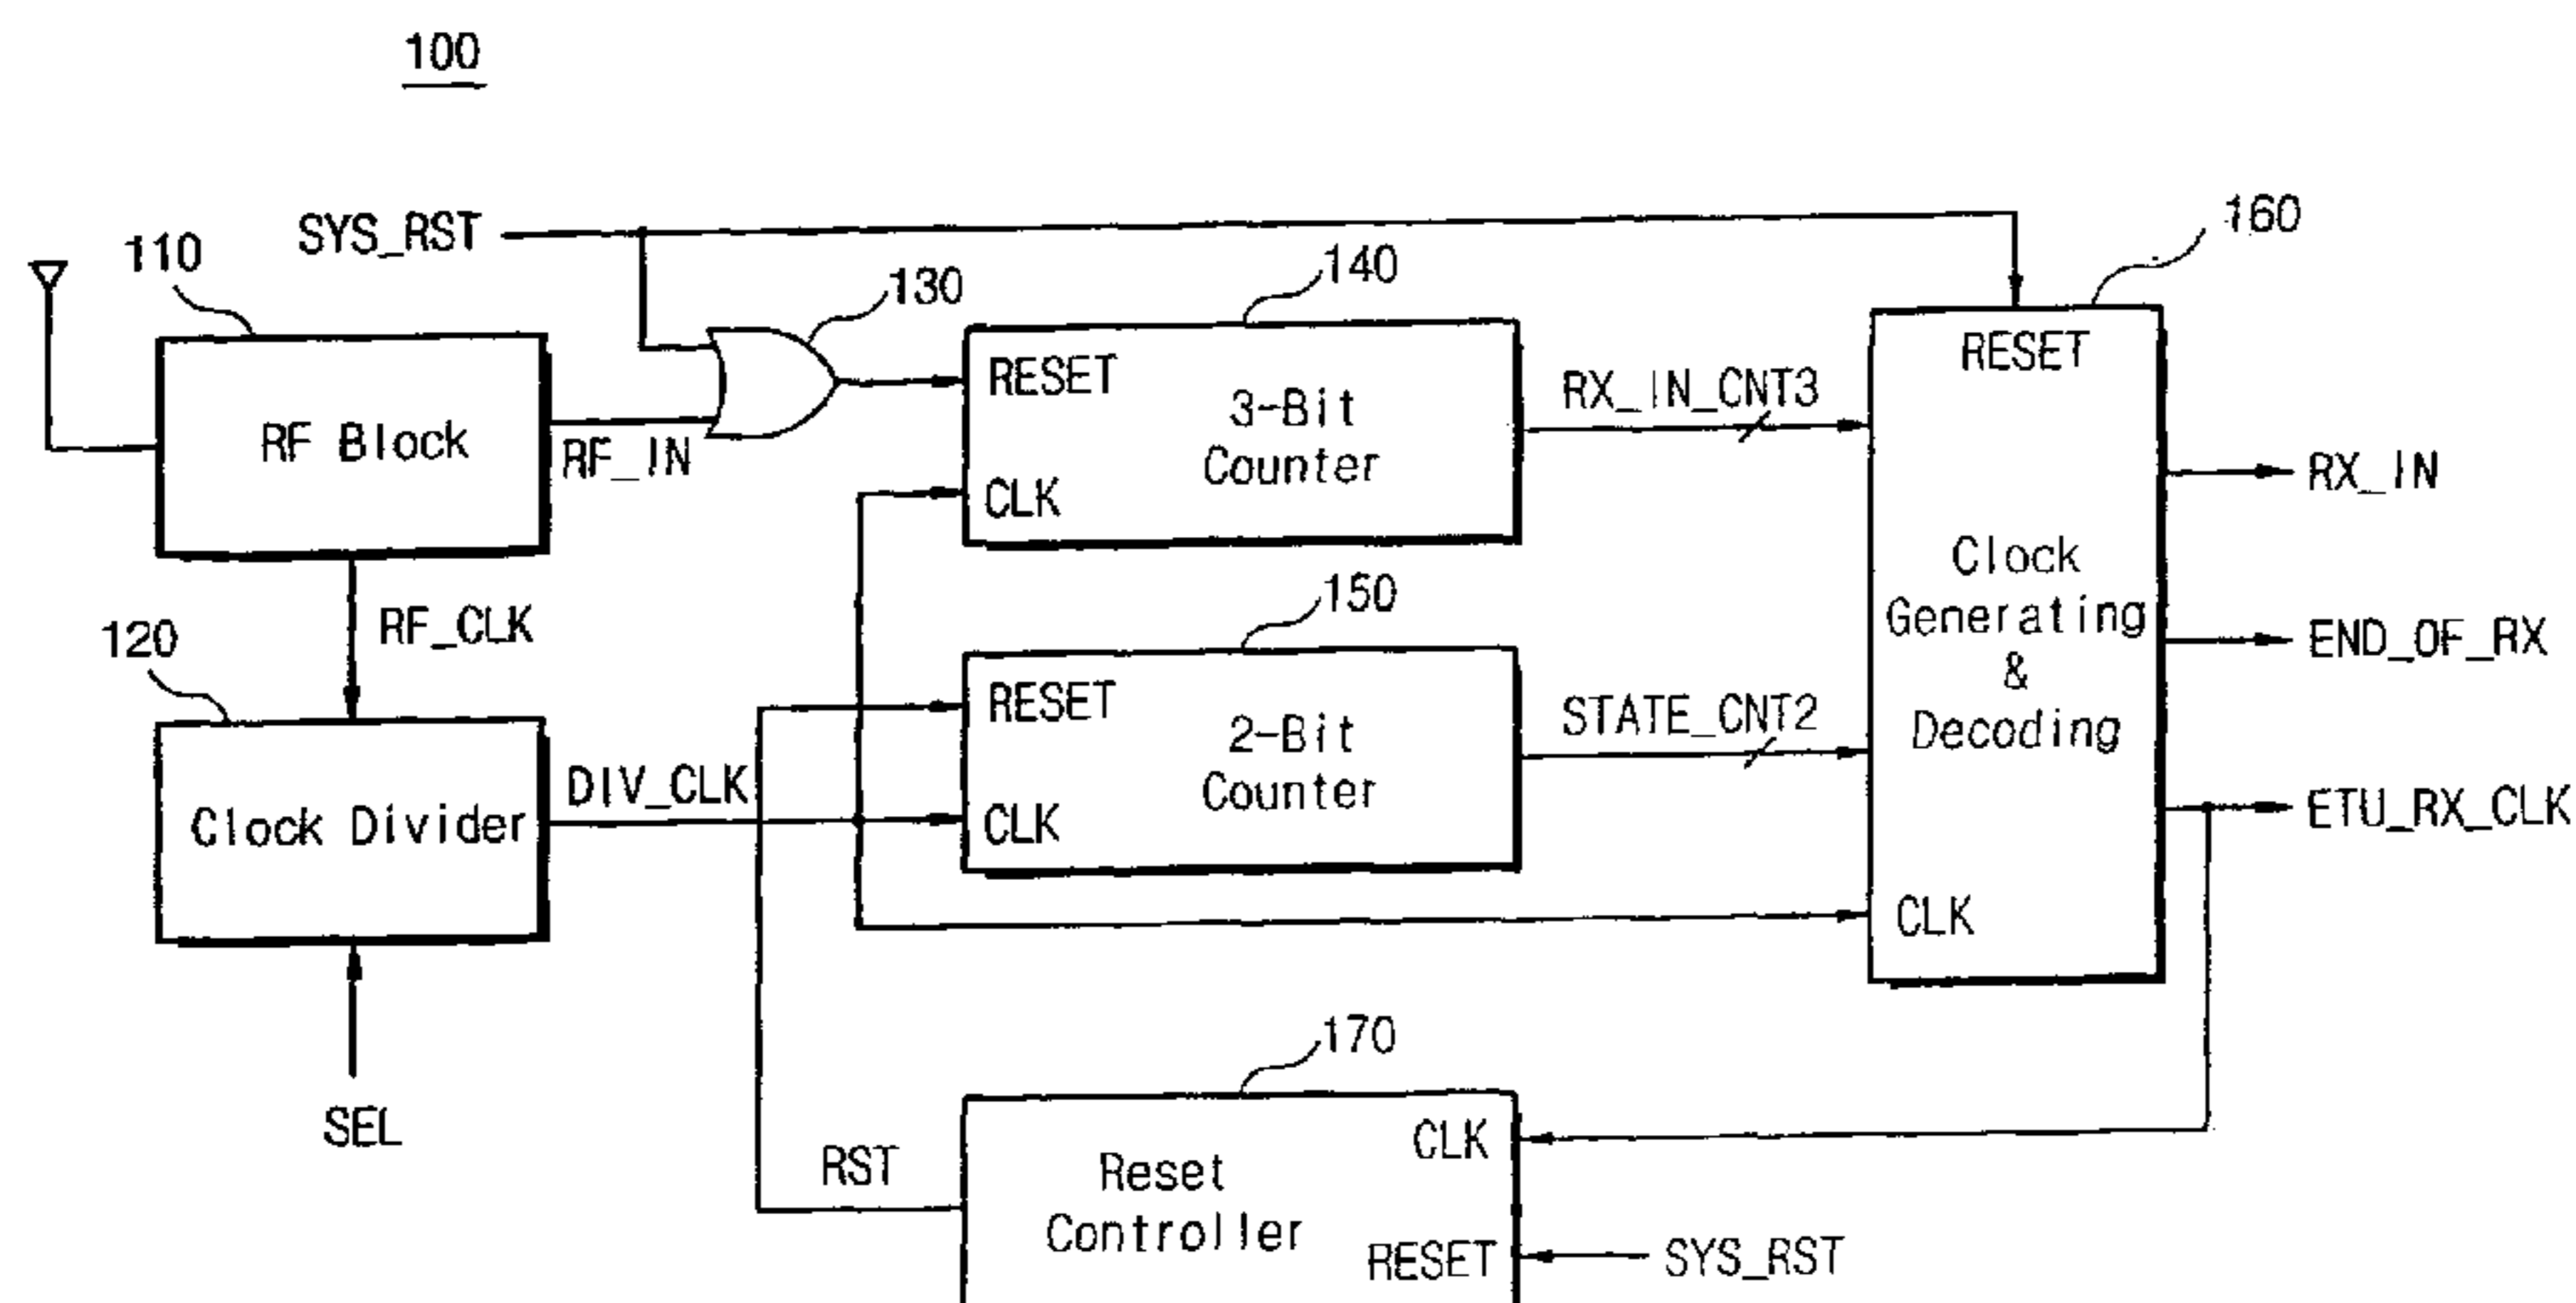 100
SYS_RST
110
130
140
160
RF Block
RF_IN
RESET
CLK
3-Bit
Counter
RX_IN_CNT3
RESET
Clock
Generating
&
Decoding
CLK
RX_IN
END_OF_RX
ETU_RX_CLK
RF_CLK
120
150
Clock Divider
DIV_CLK
RESET
CLK
2-Bit
Counter
STATE_CNT2
SEL
170
RST
Reset
Controller
CLK
RESET
SYS_RST